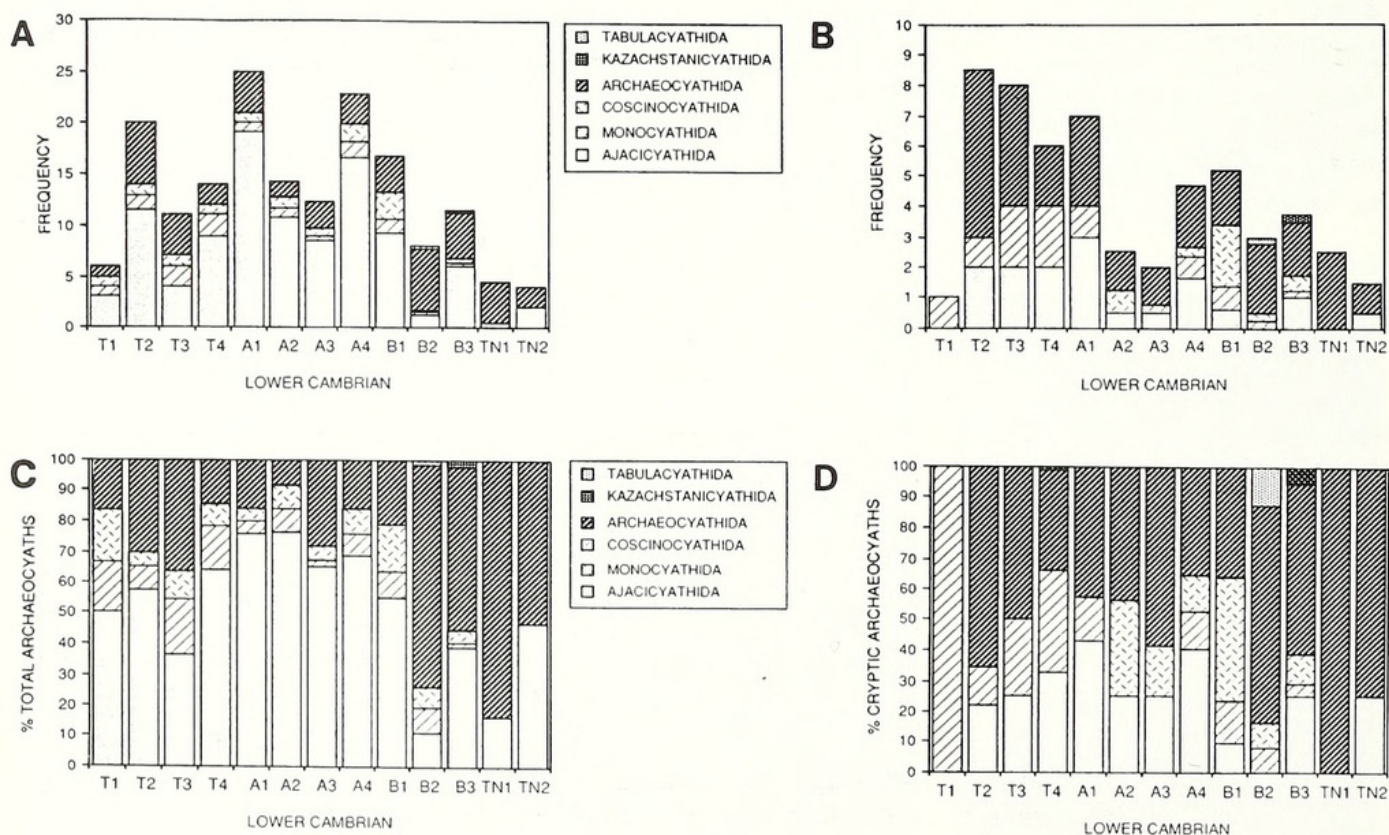 A
30
25
20
15
10
5
0
FREQUENCY
T1 T2 T3 T4 A1 A2 A3 A4 B1 B2 B3 TN1 TN2
LOWER CAMBRIAN
TABULACYATHIDA
KAZACHSTANICYATHIDA
ARCHAEOCYATHIDA
COSCINOCYATHIDA
MONOCYATHIDA
AJACICYATHIDA
B
10
9
8
7
6
5
4
3
2
1
0
FREQUENCY
T1 T2 T3 T4 A1 A2 A3 A4 B1 B2 B3 TN1 TN2
LOWER CAMBRIAN
C
100
90
80
70
60
50
40
30
20
10
0
% TOTAL ARCHAEOCYATHS
T1 T2 T3 T4 A1 A2 A3 A4 B1 B2 B3 TN1 TN2
LOWER CAMBRIAN
TABULACYATHIDA
KAZACHSTANICYATHIDA
ARCHAEOCYATHIDA
COSCINOCYATHIDA
MONOCYATHIDA
AJACICYATHIDA
D
100
90
80
70
60
50
40
30
20
10
0
% CRYPTIC ARCHAEOCYATHS
T1 T2 T3 T4 A1 A2 A3 A4 B1 B2 B3 TN1 TN2
LOWER CAMBRIAN